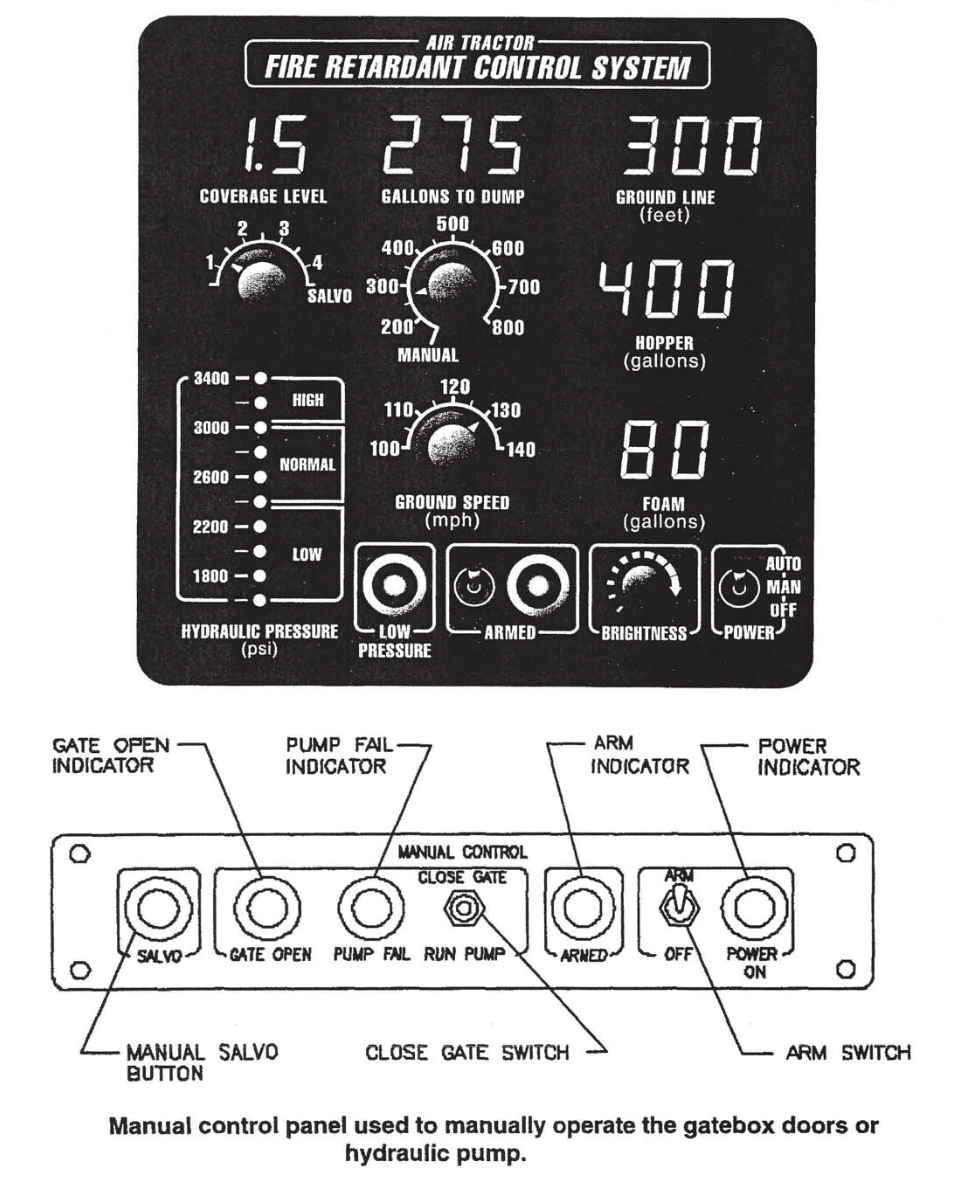 AIR TRACTOR
FIRE RETARDANT CONTROL SYSTEM
1.5 275 300
COVERAGE LEVEL GALLONS TO DUMP GROUND LINE
(feet)
1 2 3 4 SALVO
200 300 400 500 600 700 800
MANUAL
400
HOPPER
(gallons)
3400
3000
2600
2200
1800
HIGH
NORMAL
LOW
HYDRAULIC PRESSURE
(psi)
100 110 120 130 140
GROUND SPEED
(mph)
80
FOAM
(gallons)
LOW
PRESSURE
ARMED
BRIGHTNESS
AUTO
MAN
OFF
POWER
GATE OPEN
INDICATOR
PUMP FAIL
INDICATOR
ARM
INDICATOR
POWER
INDICATOR
MANUAL CONTROL
CLOSE GATE
ARM
SALVO GATE OPEN PUMP FAIL RUN PUMP ARMED OFF POWER
ON
MANUAL SALVO
BUTTON
CLOSE GATE SWITCH
ARM SWITCH
Manual control panel used to manually operate the gatebox doors or
hydraulic pump.